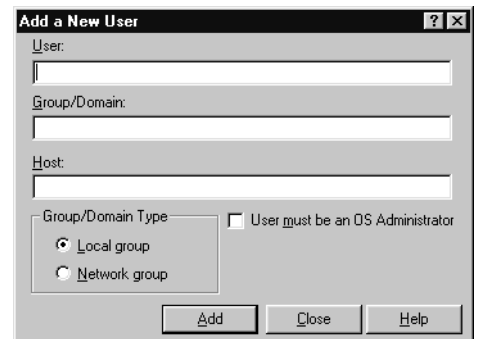 Add a New User
User:
Group/Domain:
Host:
Group/Domain Type
User must be an OS Administrator
Local group
Network group
Add Close Help